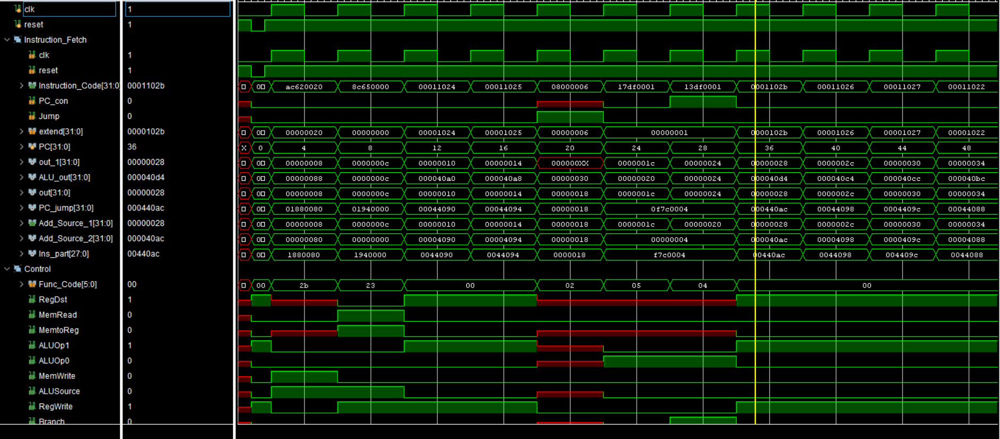 clk 1
reset 1
Instruction_Fetch
clk 1
reset 1
Instruction_Code[31:0] 0001102b 0 ac620020 8c650000 00011024 00011025 08000006 17df0001 13df0001 0001102b 00011026 00011027 00011022
PC_con 0
Jump 0
extend[31:0] 0000102b 0 00000020 00000000 00001024 00001025 00000006 00000001 0000102b 00001026 00001027 00001022
PC[31:0] 36 X 0 4 8 12 16 20 24 28 36 40 44 48
out_1[31:0] 00000028 0 00000008 0000000c 00000010 00000014 000000XX 0000001c 00000024 00000028 0000002c 00000030 00000034
ALU_out[31:0] 000040d4 0 00000088 0000000c 000040a0 000040a8 00000030 00000020 00000024 000040d4 000040c4 000040cc 000040bc
out[31:0] 00000028 0 00000008 0000000c 00000010 00000014 00000018 0000001c 00000024 00000028 0000002c 00000030 00000034
PC_jump[31:0] 000440ac 0 01880080 01940000 00044090 00044094 00000018 0f7c0004 000440ac 00044098 0004409c 00044088
Add_Source_1[31:0] 00000028 0 00000008 0000000c 00000010 00000014 00000018 0000001c 00000020 00000028 0000002c 00000030 00000034
Add_Source_2[31:0] 000040ac 0 00000080 00000000 00004090 00004094 00000018 00000004 000040ac 00004098 0000409c 00004088
Ins_part[27:0] 00440ac 0 1880080 1940000 0044090 0044094 0000018 f7c0004 00440ac 0044098 004409c 0044088
Control
Func_Code[5:0] 00 00 2b 23 00 02 05 04 00
RegDst 1
MemRead 0
MemtoReg 0
ALUOp1 1
ALUOp0 0
MemWrite 0
ALUSource 0
RegWrite 1
Branch 0